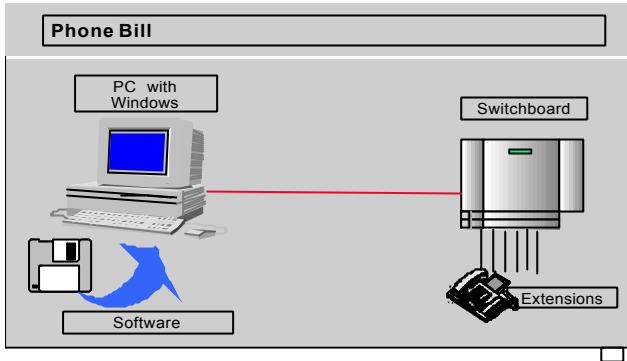 Phone Bill
PC with
Windows
Switchboard
Extensions
Software